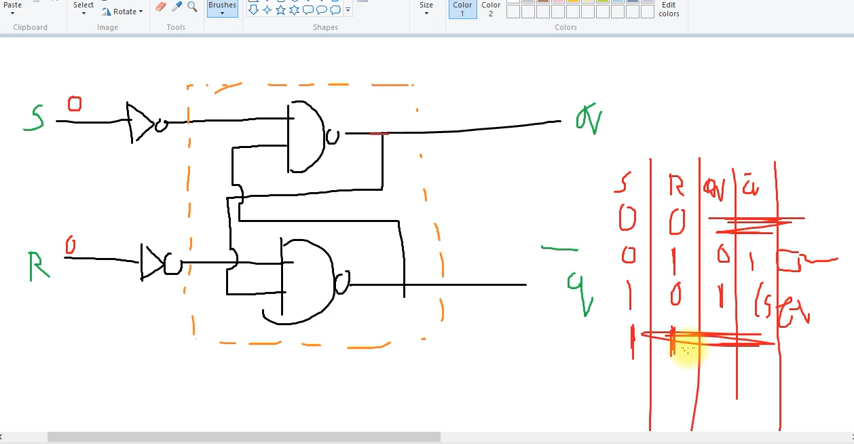 Paste
Select
Rotate
Brushes
Size
Color 1
Color 2
Edit colors
Clipboard
Image
Tools
Shapes
Colors
S 0
R 0
q
S R
0 0
0 1 0 1
1 0 1 (set
1 1